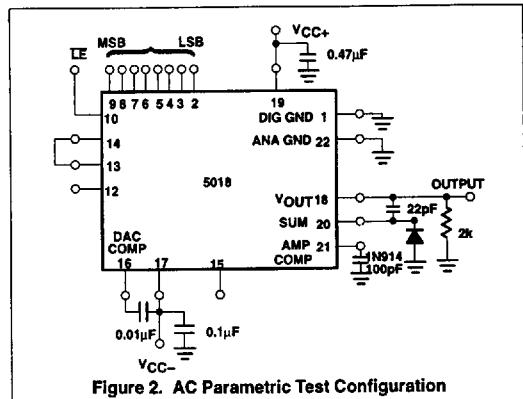 VCC+
LE MSB LSB 0.47µF
9 8 7 6 5 4 3 2 19
10 DIG GND 1
14 ANA GND 22
13
12 5018
VOUT 18 OUTPUT
22pF
SUM 20
2k
DAC COMP AMP COMP 21
1N914
100pF
16 17 15
0.01µF 0.1µF
VCC–
Figure 2. AC Parametric Test Configuration